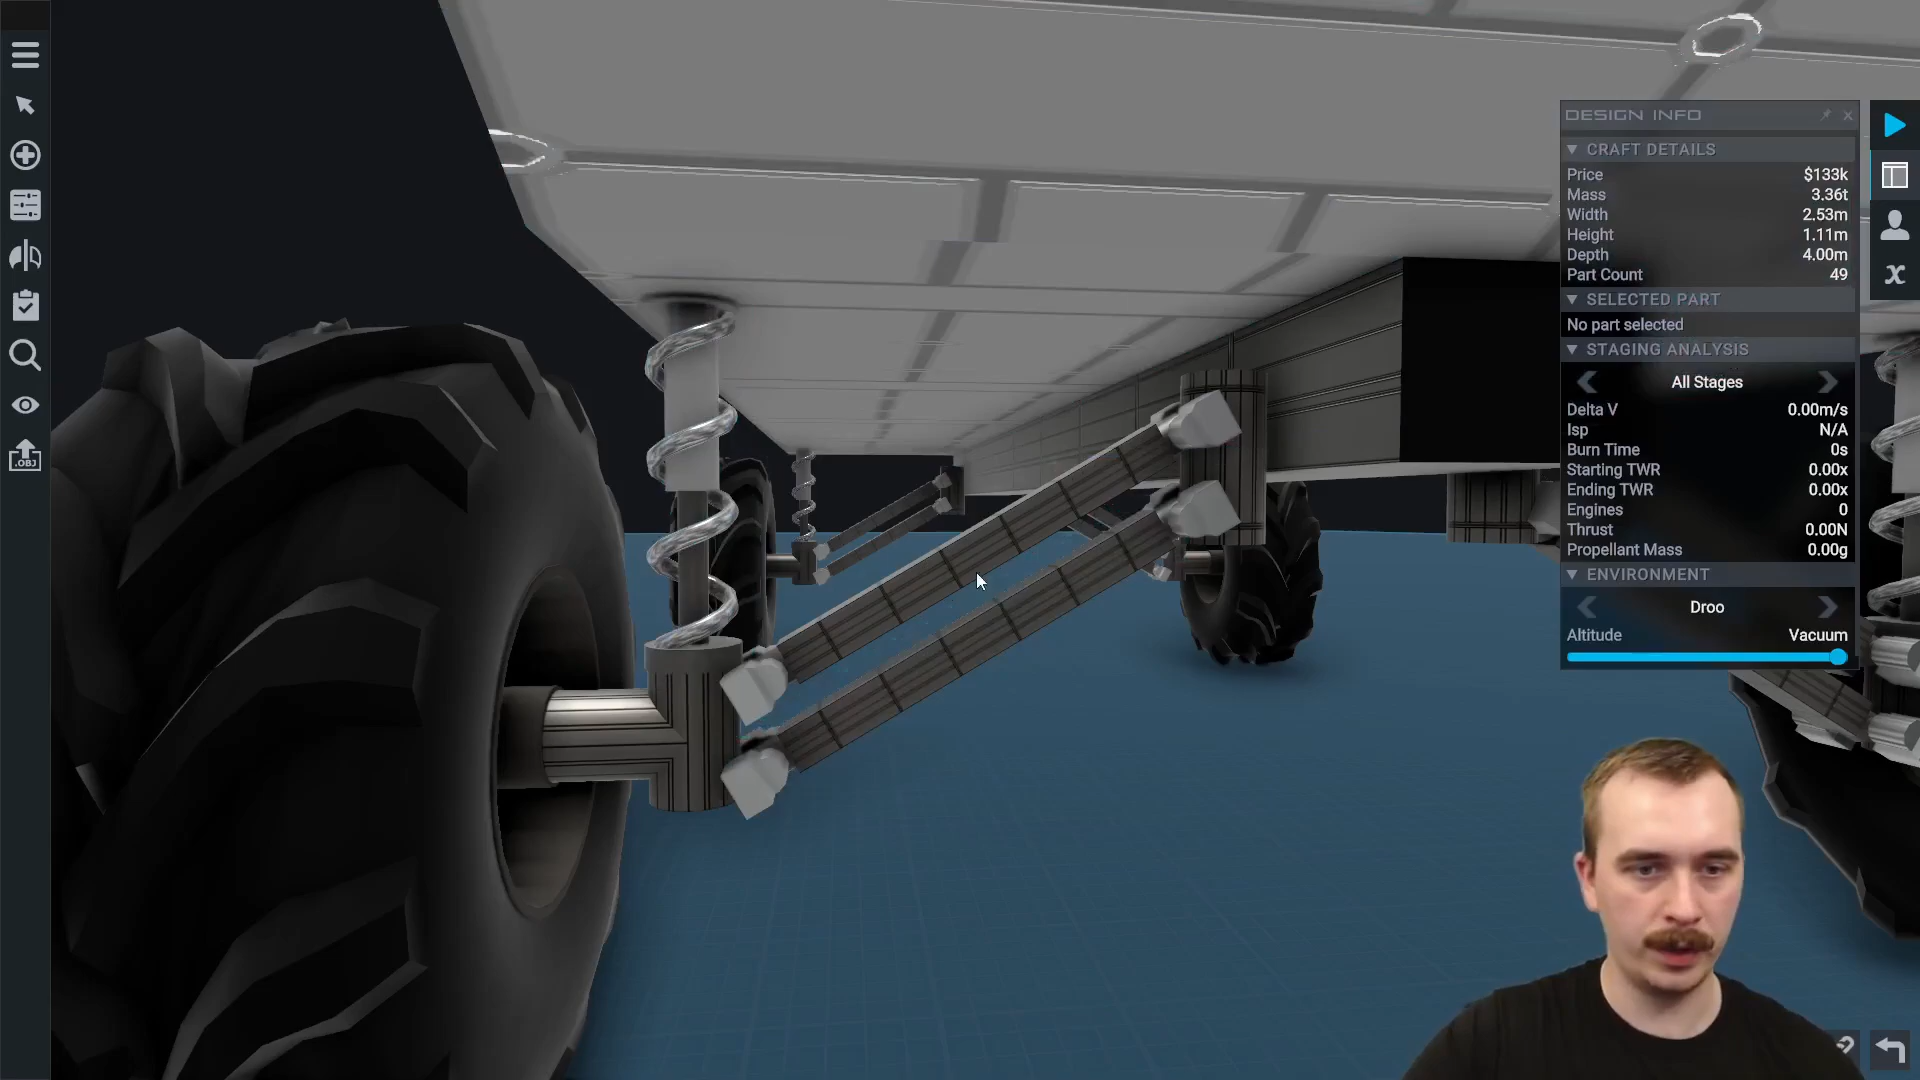 DESIGN INFO
CRAFT DETAILS
Price $133k
Mass 3.36t
Width 2.53m
Height 1.11m
Depth 4.00m
Part Count 49
SELECTED PART
No part selected
STAGING ANALYSIS
All Stages
Delta V 0.00m/s
Isp N/A
Burn Time 0s
Starting TWR 0.00x
Ending TWR 0.00x
Engines 0
Thrust 0.00N
Propellant Mass 0.00g
ENVIRONMENT
Droo
Altitude Vacuum
.OBJ
x